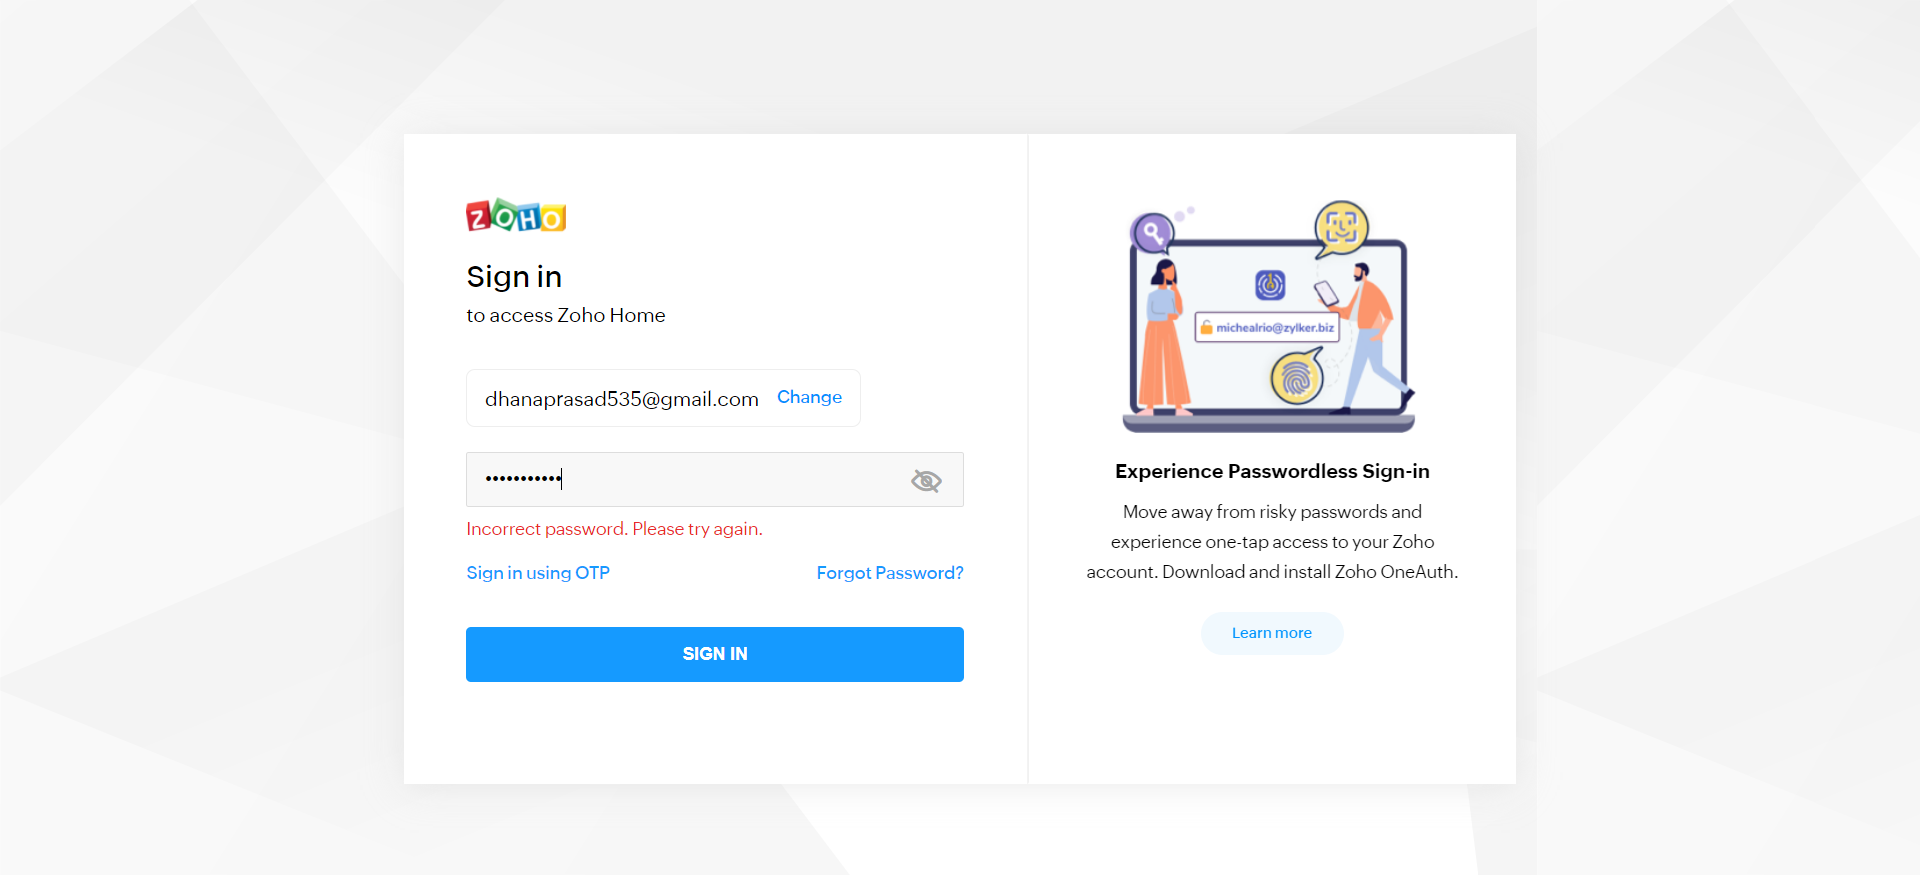 ZOHO
Sign in
to access Zoho Home
dhanaprasad535@gmail.com Change
•••••••••••
Incorrect password. Please try again.
Sign in using OTP Forgot Password?
SIGN IN
michealrio@zylker.biz
Experience Passwordless Sign-in
Move away from risky passwords and
experience one-tap access to your Zoho
account. Download and install Zoho OneAuth.
Learn more